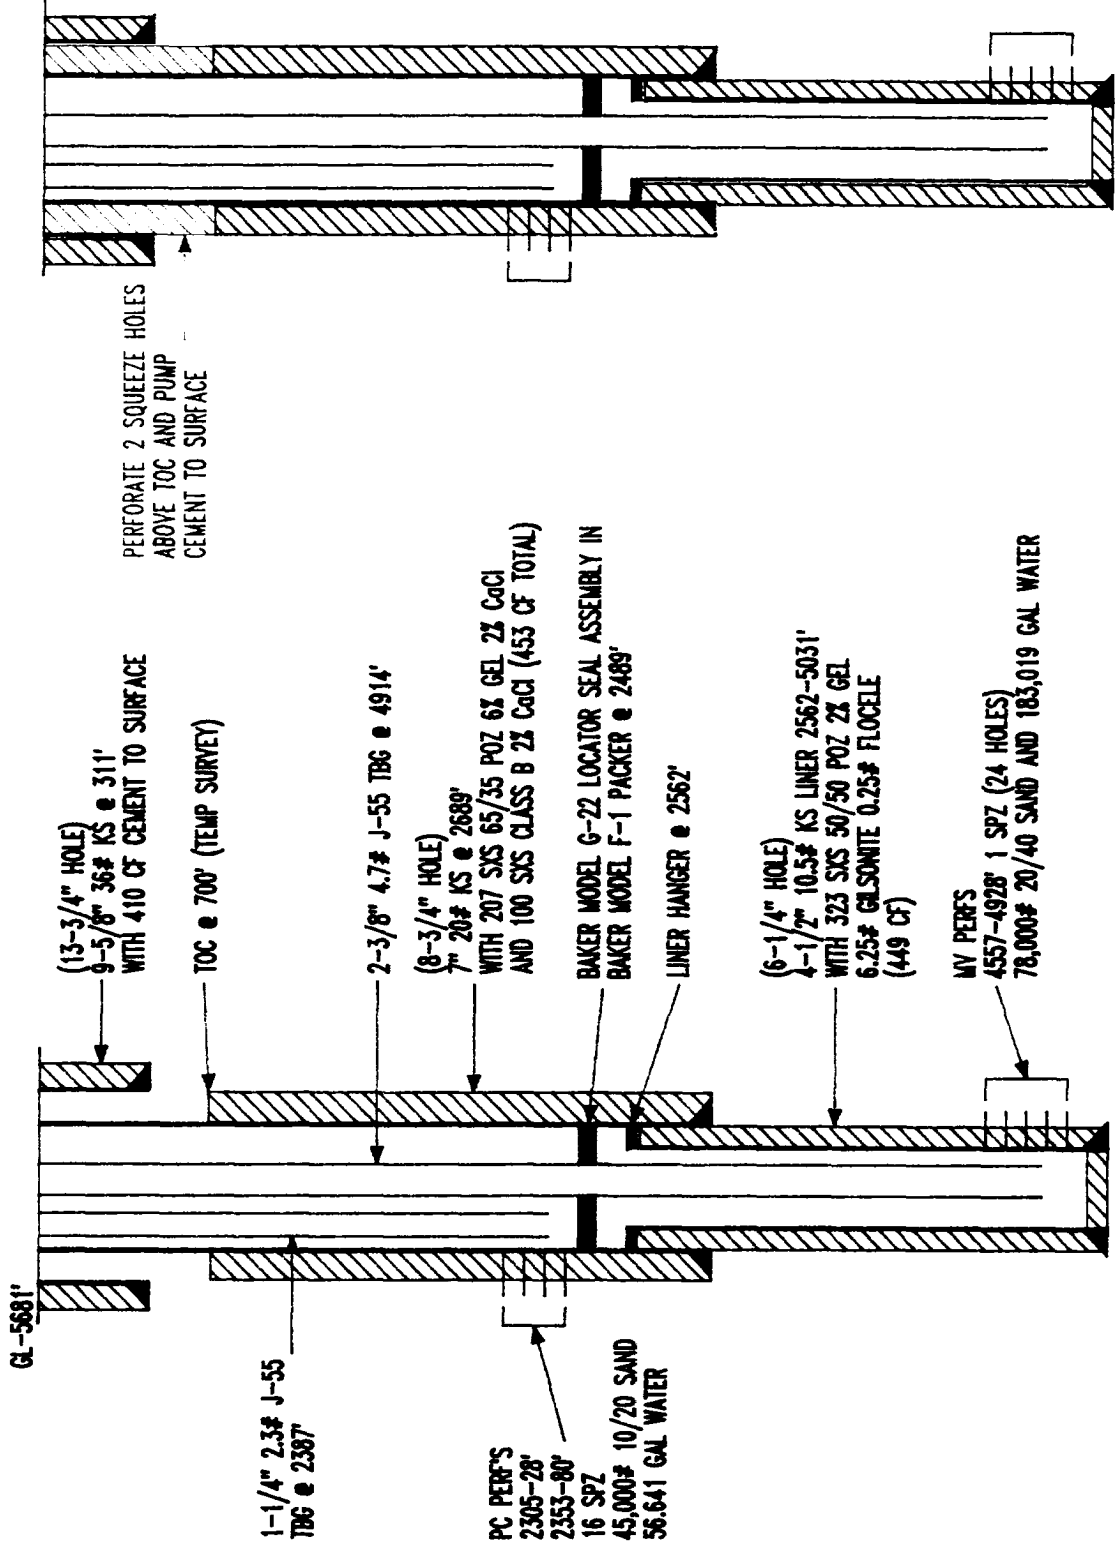 GL-5681'
1-1/4" 2.3# J-55
TBG @ 2387'
PC PERF'S
2305-28'
2353-80'
16 SPZ
45,000# 10/20 SAND
56.641 GAL WATER
(13-3/4" HOLE)
9-5/8" 36# KS @ 311'
WITH 410 CF CEMENT TO SURFACE
TOC @ 700' (TEMP SURVEY)
2-3/8" 4.7# J-55 TBG @ 4914'
(8-3/4" HOLE)
7" 20# KS @ 2689'
WITH 207 SXS 65/35 POZ 6% GEL 2% CaCl
AND 100 SXS CLASS B 2% CaCl (453 CF TOTAL)
BAKER MODEL G-22 LOCATOR SEAL ASSEMBLY IN
BAKER MODEL F-1 PACKER @ 2489'
LINER HANGER @ 2562'
(6-1/4" HOLE)
4-1/2" 10.5# KS LINER 2562-5031'
WITH 323 SXS 50/50 POZ 2% GEL
6.25# GILSONITE 0.25# FLOCELE
(449 CF)
MV PERFS
4557-4928' 1 SPZ (24 HOLES)
78,000# 20/40 SAND AND 183,019 GAL WATER
PERFORATE 2 SQUEEZE HOLES
ABOVE TOC AND PUMP
CEMENT TO SURFACE